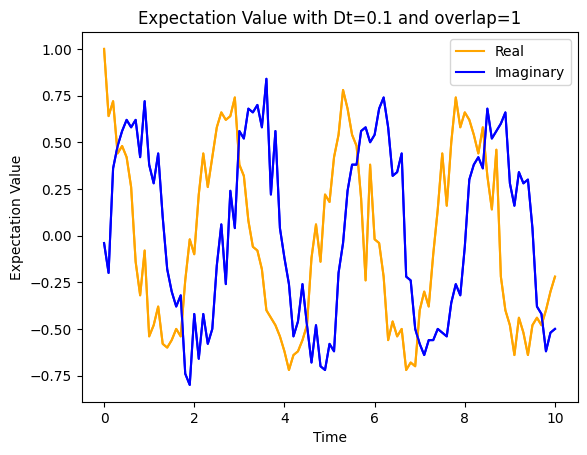 Expectation Value with Dt=0.1 and overlap=1
Real
Imaginary
1.00
0.75
0.50
0.25
0.00
−0.25
−0.50
−0.75
Expectation Value
0 2 4 6 8 10
Time